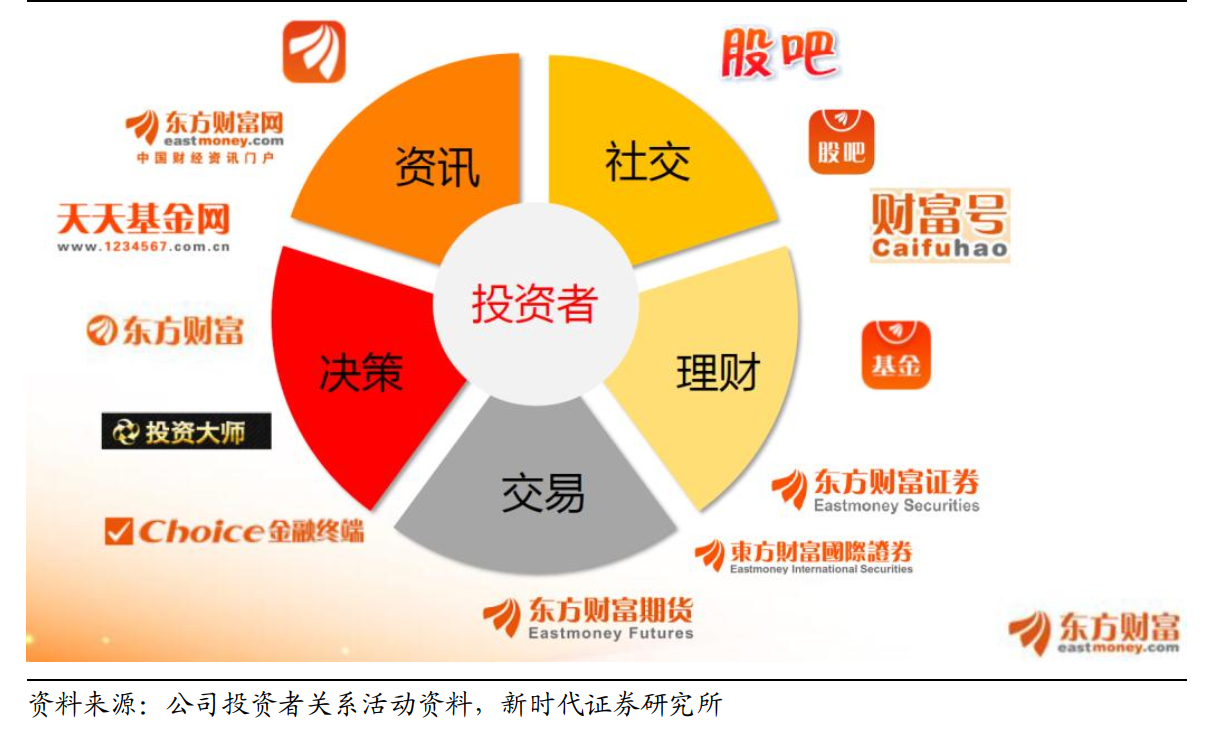 股吧
东方财富网
eastmoney.com
中国财经资讯门户
资讯
社交
股吧
天天基金网
www.1234567.com.cn
财富号
Caifuhao
投资者
东方财富
决策
理财
基金
投资大师
交易
东方财富证券
Eastmoney Securities
Choice金融终端
東方財富國際證券
Eastmoney International Securities
东方财富期货
Eastmoney Futures
东方财富
eastmoney.com
资料来源：公司投资者关系活动资料，新时代证券研究所